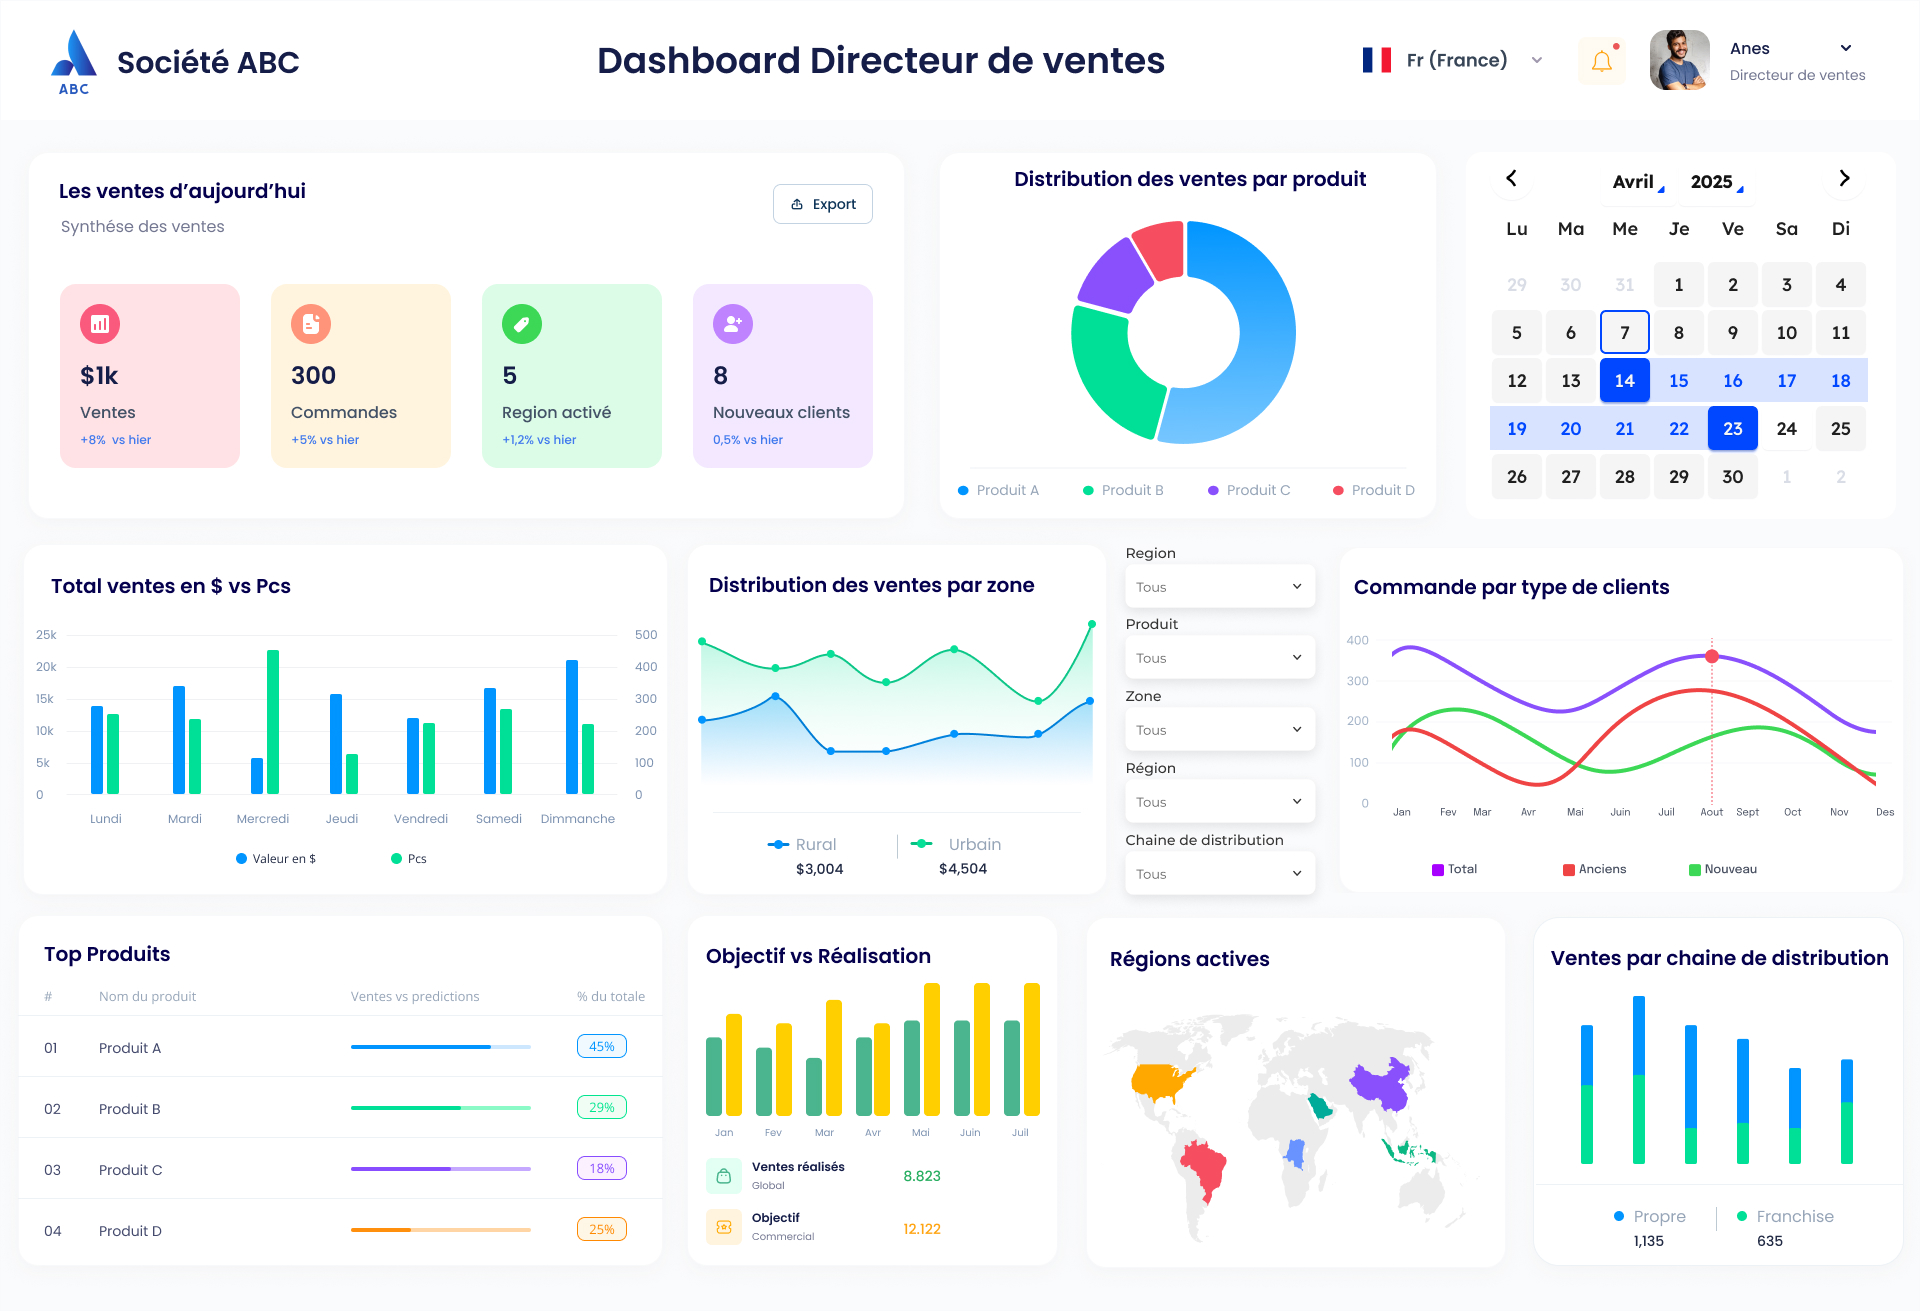 ABC
Société ABC
Dashboard Directeur de ventes
Fr (France)
Anes
Directeur de ventes
Les ventes d'aujourd'hui
Synthése des ventes
Export
$1k
Ventes
+8% vs hier
300
Commandes
+5% vs hier
5
Region activé
+1,2% vs hier
8
Nouveaux clients
0,5% vs hier
Distribution des ventes par produit
Produit A Produit B Produit C Produit D
Avril 2025
Lu Ma Me Je Ve Sa Di
29 30 31 1 2 3 4
5 6 7 8 9 10 11
12 13 14 15 16 17 18
19 20 21 22 23 24 25
26 27 28 29 30 1 2
Total ventes en $ vs Pcs
25k 500
20k 400
15k 300
10k 200
5k 100
0 0
Lundi Mardi Mercredi Jeudi Vendredi Samedi Dimmanche
Valeur en $ Pcs
Distribution des ventes par zone
Rural Urbain
$3,004 $4,504
Region
Tous
Produit
Tous
Zone
Tous
Région
Tous
Chaine de distribution
Tous
Commande par type de clients
400
300
200
100
0
Jan Fev Mar Avr Mai Juin Juil Aout Sept Oct Nov Des
Total Anciens Nouveau
Top Produits
# Nom du produit Ventes vs predictions % du totale
01 Produit A 45%
02 Produit B 29%
03 Produit C 18%
04 Produit D 25%
Objectif vs Réalisation
Jan Fev Mar Avr Mai Juin Juil
Ventes réalisés
Global
8.823
Objectif
Commercial
12.122
Régions actives
Ventes par chaine de distribution
Propre Franchise
1,135 635